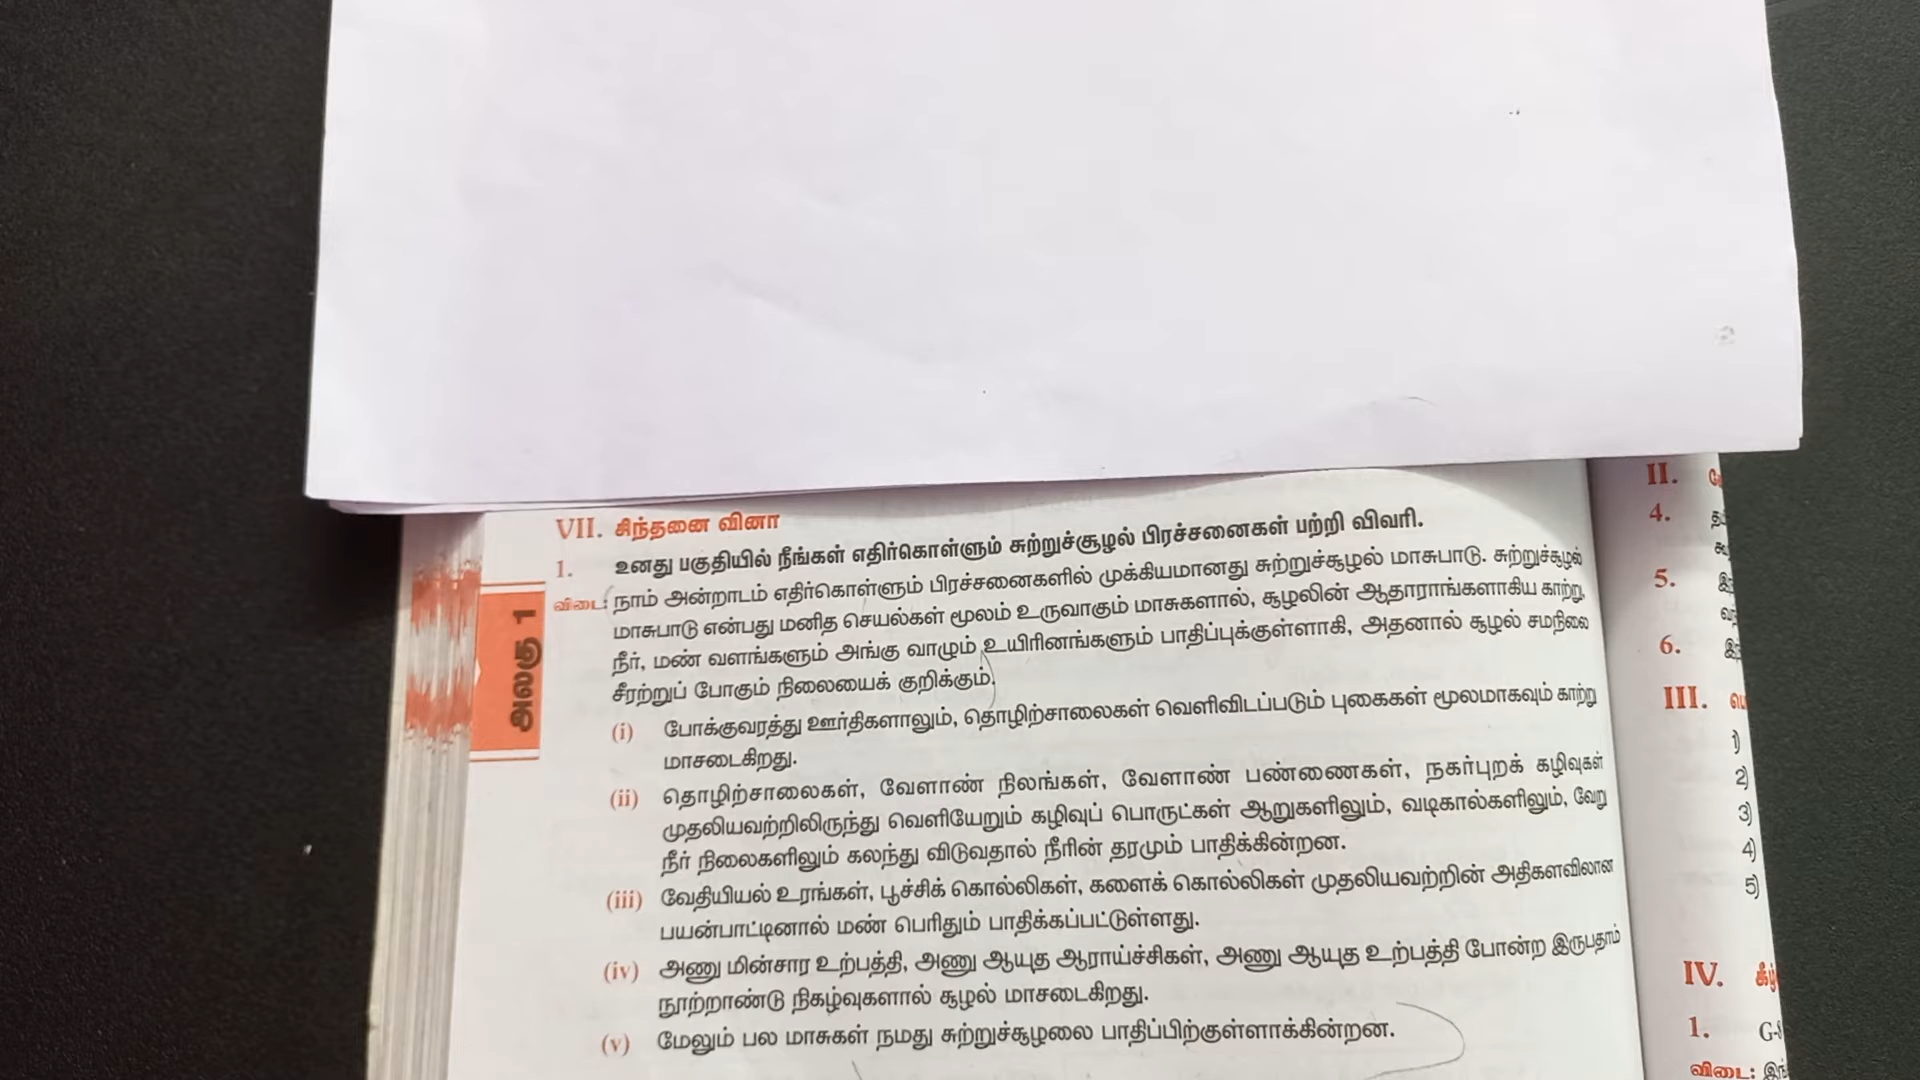 VII. சிந்தனை வினா
1. உனது பகுதியில் நீங்கள் எதிர்கொள்ளும் சுற்றுச்சூழல் பிரச்சனைகள் பற்றி விவரி.
விடை: நாம் அன்றாடம் எதிர்கொள்ளும் பிரச்சனைகளில் முக்கியமானது சுற்றுச்சூழல் மாசுபாடு. சுற்றுச்சூழல்
மாசுபாடு என்பது மனித செயல்கள் மூலம் உருவாகும் மாசுகளால், சூழலின் ஆதாராங்களாகிய காற்று,
நீர், மண் வளங்களும் அங்கு வாழும் உயிரினங்களும் பாதிப்புக்குள்ளாகி, அதனால் சூழல் சமநிலை
சீரற்றுப் போகும் நிலையைக் குறிக்கும்.
(i) போக்குவரத்து ஊர்திகளாலும், தொழிற்சாலைகள் வெளிவிடப்படும் புகைகள் மூலமாகவும் காற்று
மாசடைகிறது.
(ii) தொழிற்சாலைகள், வேளாண் நிலங்கள், வேளாண் பண்ணைகள், நகர்புறக் கழிவுகள்
முதலியவற்றிலிருந்து வெளியேறும் கழிவுப் பொருட்கள் ஆறுகளிலும், வடிகால்களிலும், வேறு
நீர் நிலைகளிலும் கலந்து விடுவதால் நீரின் தரமும் பாதிக்கின்றன.
(iii) வேதியியல் உரங்கள், பூச்சிக் கொல்லிகள், களைக் கொல்லிகள் முதலியவற்றின் அதிகளவிலான
பயன்பாட்டினால் மண் பெரிதும் பாதிக்கப்பட்டுள்ளது.
(iv) அணு மின்சார உற்பத்தி, அணு ஆயுத ஆராய்ச்சிகள், அணு ஆயுத உற்பத்தி போன்ற இருபதாம்
நூற்றாண்டு நிகழ்வுகளால் சூழல் மாசடைகிறது.
(v) மேலும் பல மாசுகள் நமது சுற்றுச்சூழலை பாதிப்பிற்குள்ளாக்கின்றன.
அலகு 1
II.
4.
5.
6.
III.
1)
2)
3)
4)
5)
IV.
1. G-8
விடை: